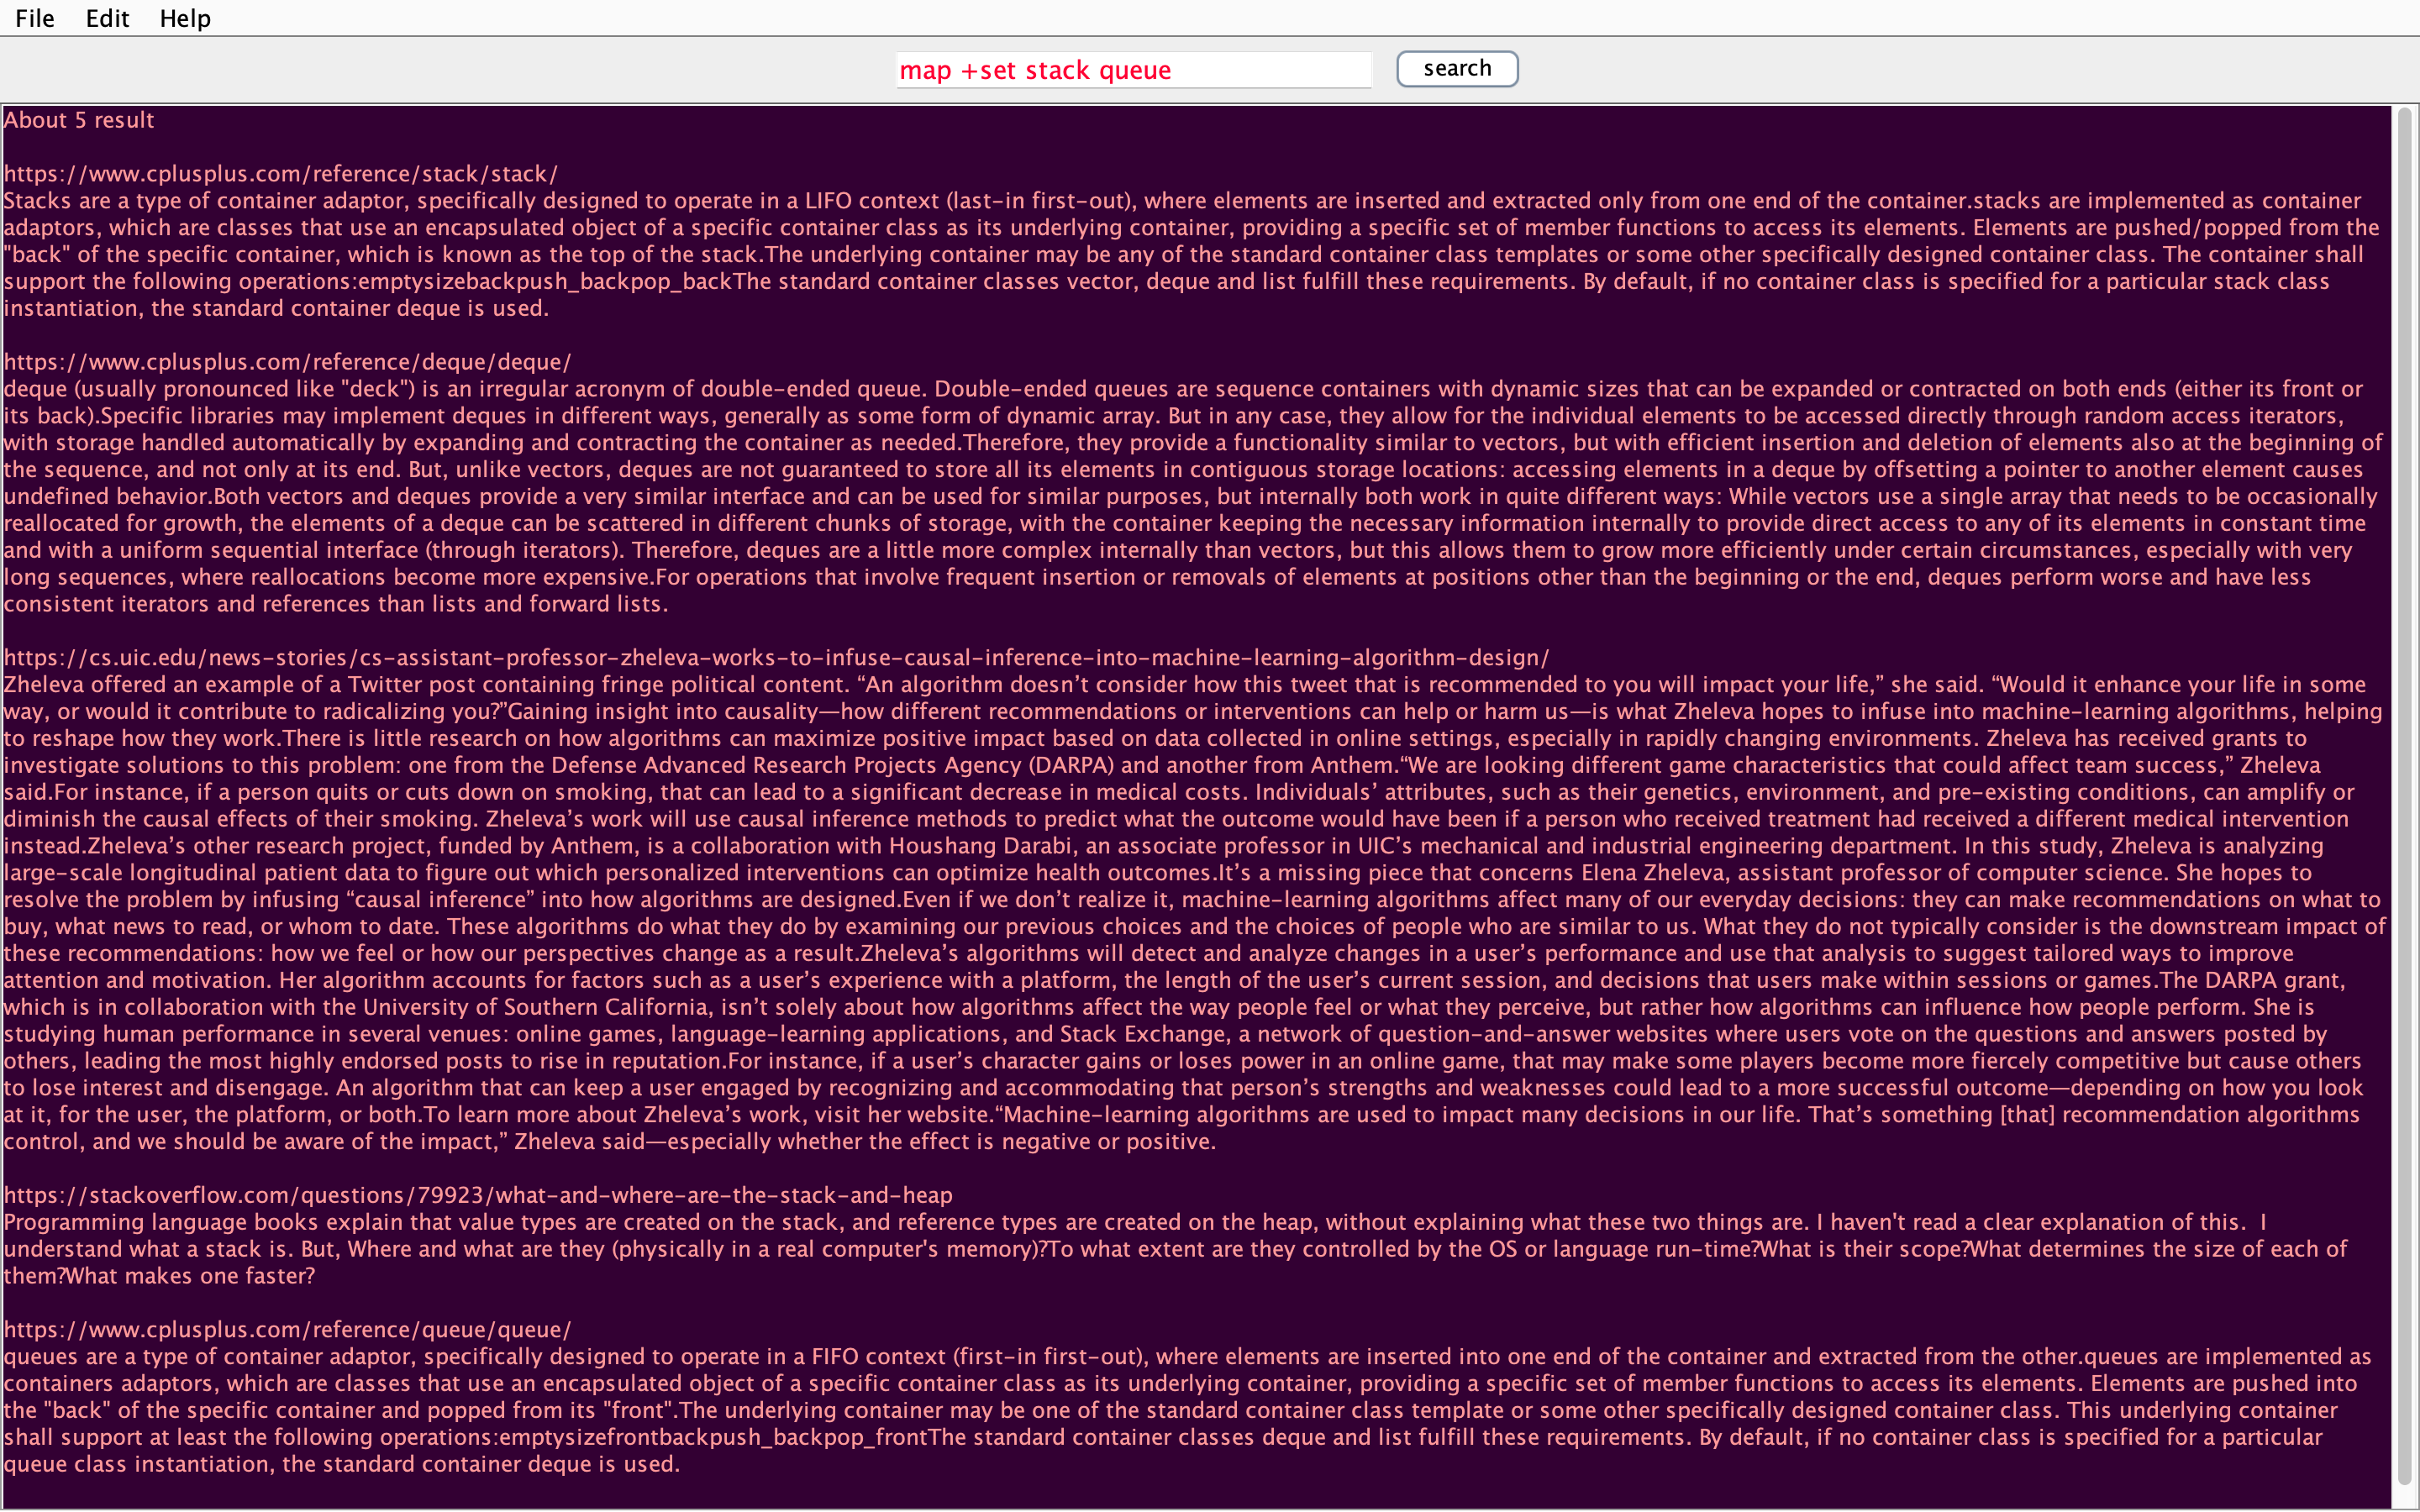 File Edit Help
map +set stack queue search
About 5 result
https://www.cplusplus.com/reference/stack/stack/
Stacks are a type of container adaptor, specifically designed to operate in a LIFO context (last-in first-out), where elements are inserted and extracted only from one end of the container.stacks are implemented as container
adaptors, which are classes that use an encapsulated object of a specific container class as its underlying container, providing a specific set of member functions to access its elements. Elements are pushed/popped from the
"back" of the specific container, which is known as the top of the stack.The underlying container may be any of the standard container class templates or some other specifically designed container class. The container shall
support the following operations:emptysizebackpush_backpop_backThe standard container classes vector, deque and list fulfill these requirements. By default, if no container class is specified for a particular stack class
instantiation, the standard container deque is used.
https://www.cplusplus.com/reference/deque/deque/
deque (usually pronounced like "deck") is an irregular acronym of double-ended queue. Double-ended queues are sequence containers with dynamic sizes that can be expanded or contracted on both ends (either its front or
its back).Specific libraries may implement deques in different ways, generally as some form of dynamic array. But in any case, they allow for the individual elements to be accessed directly through random access iterators,
with storage handled automatically by expanding and contracting the container as needed.Therefore, they provide a functionality similar to vectors, but with efficient insertion and deletion of elements also at the beginning of
the sequence, and not only at its end. But, unlike vectors, deques are not guaranteed to store all its elements in contiguous storage locations: accessing elements in a deque by offsetting a pointer to another element causes
undefined behavior.Both vectors and deques provide a very similar interface and can be used for similar purposes, but internally both work in quite different ways: While vectors use a single array that needs to be occasionally
reallocated for growth, the elements of a deque can be scattered in different chunks of storage, with the container keeping the necessary information internally to provide direct access to any of its elements in constant time
and with a uniform sequential interface (through iterators). Therefore, deques are a little more complex internally than vectors, but this allows them to grow more efficiently under certain circumstances, especially with very
long sequences, where reallocations become more expensive.For operations that involve frequent insertion or removals of elements at positions other than the beginning or the end, deques perform worse and have less
consistent iterators and references than lists and forward lists.
https://cs.uic.edu/news-stories/cs-assistant-professor-zheleva-works-to-infuse-causal-inference-into-machine-learning-algorithm-design/
Zheleva offered an example of a Twitter post containing fringe political content. “An algorithm doesn’t consider how this tweet that is recommended to you will impact your life,” she said. “Would it enhance your life in some
way, or would it contribute to radicalizing you?”Gaining insight into causality—how different recommendations or interventions can help or harm us—is what Zheleva hopes to infuse into machine-learning algorithms, helping
to reshape how they work.There is little research on how algorithms can maximize positive impact based on data collected in online settings, especially in rapidly changing environments. Zheleva has received grants to
investigate solutions to this problem: one from the Defense Advanced Research Projects Agency (DARPA) and another from Anthem.“We are looking different game characteristics that could affect team success,” Zheleva
said.For instance, if a person quits or cuts down on smoking, that can lead to a significant decrease in medical costs. Individuals’ attributes, such as their genetics, environment, and pre-existing conditions, can amplify or
diminish the causal effects of their smoking. Zheleva’s work will use causal inference methods to predict what the outcome would have been if a person who received treatment had received a different medical intervention
instead.Zheleva’s other research project, funded by Anthem, is a collaboration with Houshang Darabi, an associate professor in UIC’s mechanical and industrial engineering department. In this study, Zheleva is analyzing
large-scale longitudinal patient data to figure out which personalized interventions can optimize health outcomes.It’s a missing piece that concerns Elena Zheleva, assistant professor of computer science. She hopes to
resolve the problem by infusing “causal inference” into how algorithms are designed.Even if we don’t realize it, machine-learning algorithms affect many of our everyday decisions: they can make recommendations on what to
buy, what news to read, or whom to date. These algorithms do what they do by examining our previous choices and the choices of people who are similar to us. What they do not typically consider is the downstream impact of
these recommendations: how we feel or how our perspectives change as a result.Zheleva’s algorithms will detect and analyze changes in a user’s performance and use that analysis to suggest tailored ways to improve
attention and motivation. Her algorithm accounts for factors such as a user’s experience with a platform, the length of the user’s current session, and decisions that users make within sessions or games.The DARPA grant,
which is in collaboration with the University of Southern California, isn’t solely about how algorithms affect the way people feel or what they perceive, but rather how algorithms can influence how people perform. She is
studying human performance in several venues: online games, language-learning applications, and Stack Exchange, a network of question-and-answer websites where users vote on the questions and answers posted by
others, leading the most highly endorsed posts to rise in reputation.For instance, if a user’s character gains or loses power in an online game, that may make some players become more fiercely competitive but cause others
to lose interest and disengage. An algorithm that can keep a user engaged by recognizing and accommodating that person’s strengths and weaknesses could lead to a more successful outcome—depending on how you look
at it, for the user, the platform, or both.To learn more about Zheleva’s work, visit her website.“Machine-learning algorithms are used to impact many decisions in our life. That’s something [that] recommendation algorithms
control, and we should be aware of the impact,” Zheleva said—especially whether the effect is negative or positive.
https://stackoverflow.com/questions/79923/what-and-where-are-the-stack-and-heap
Programming language books explain that value types are created on the stack, and reference types are created on the heap, without explaining what these two things are. I haven't read a clear explanation of this.  I
understand what a stack is. But, Where and what are they (physically in a real computer's memory)?To what extent are they controlled by the OS or language run-time?What is their scope?What determines the size of each of
them?What makes one faster?
https://www.cplusplus.com/reference/queue/queue/
queues are a type of container adaptor, specifically designed to operate in a FIFO context (first-in first-out), where elements are inserted into one end of the container and extracted from the other.queues are implemented as
containers adaptors, which are classes that use an encapsulated object of a specific container class as its underlying container, providing a specific set of member functions to access its elements. Elements are pushed into
the "back" of the specific container and popped from its "front".The underlying container may be one of the standard container class template or some other specifically designed container class. This underlying container
shall support at least the following operations:emptysizefrontbackpush_backpop_frontThe standard container classes deque and list fulfill these requirements. By default, if no container class is specified for a particular
queue class instantiation, the standard container deque is used.